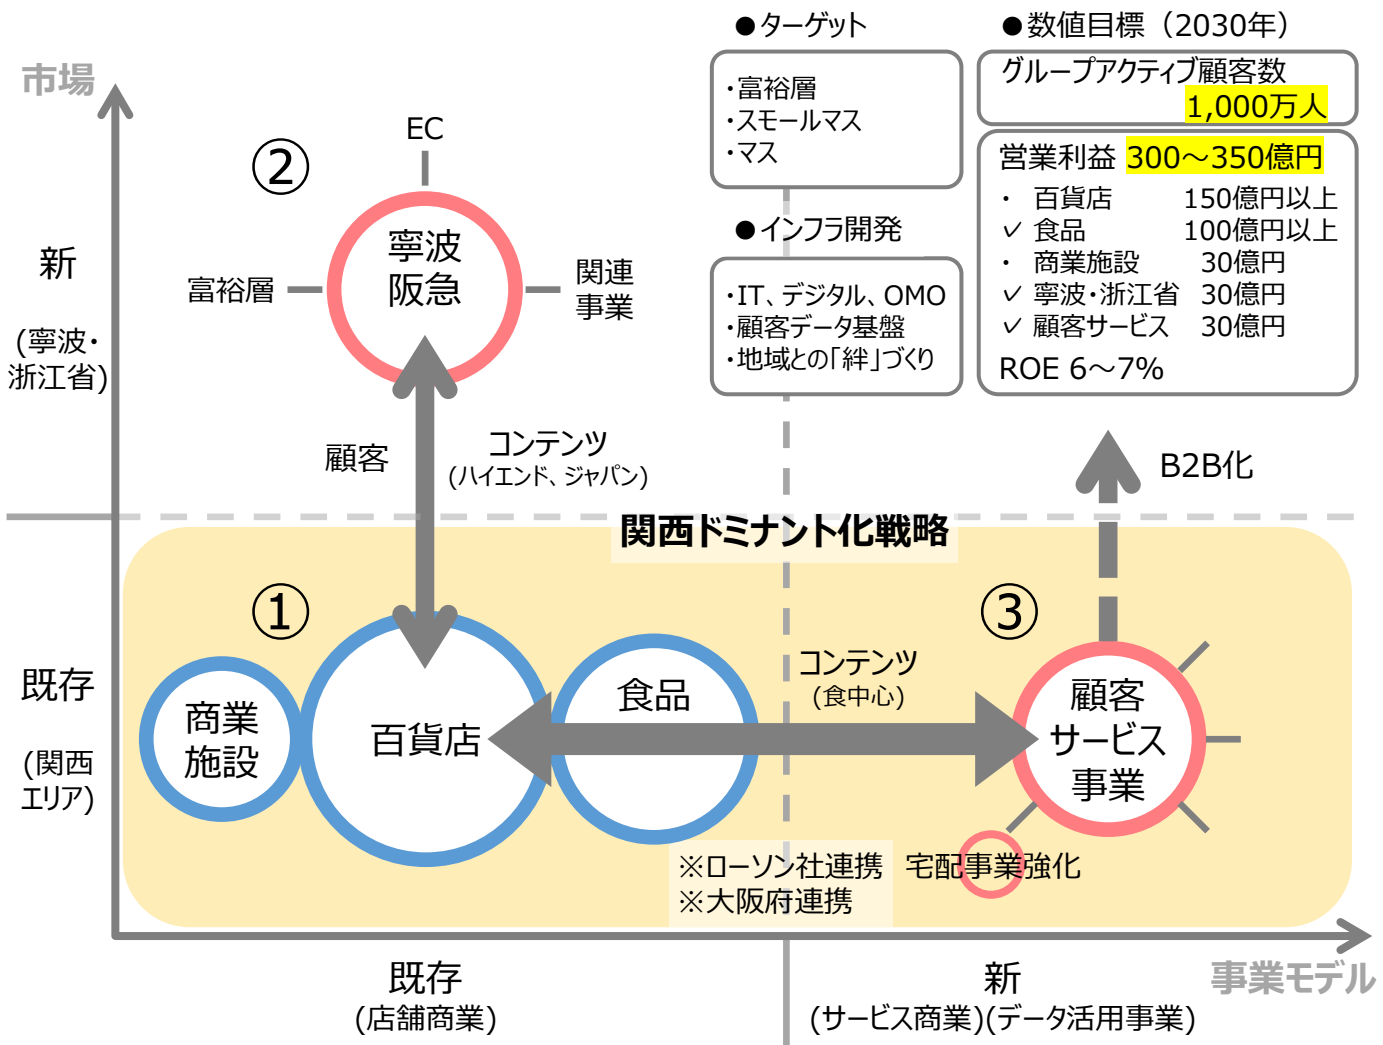 ●ターゲット
・富裕層
・スモールマス
・マス
●インフラ開発
・IT、デジタル、OMO
・顧客データ基盤
・地域との「絆」づくり
●数値目標（2030年）
グループアクティブ顧客数
1,000万人
営業利益 300～350億円
・ 百貨店 150億円以上
✓ 食品 100億円以上
・ 商業施設 30億円
✓ 寧波・浙江省 30億円
✓ 顧客サービス 30億円
ROE 6～7%
市場
新
(寧波・
浙江省)
②
EC
寧波
阪急
富裕層
関連
事業
顧客
コンテンツ
(ハイエンド、ジャパン)
B2B化
関西ドミナント化戦略
既存
(関西
エリア)
①
商業
施設
百貨店
食品
コンテンツ
(食中心)
③
顧客
サービス
事業
※ローソン社連携
※大阪府連携
宅配事業強化
既存
(店舗商業)
新
(サービス商業)(データ活用事業)
事業モデル